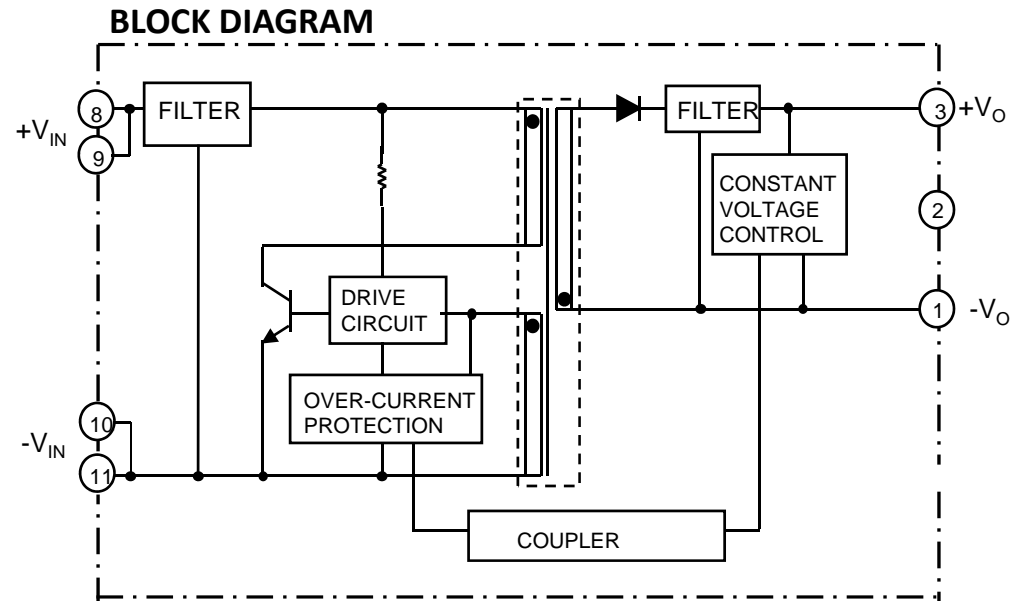 BLOCK DIAGRAM
8
FILTER
FILTER
3
+VO
+VIN
9
CONSTANT
VOLTAGE
CONTROL
2
DRIVE
CIRCUIT
1
-VO
OVER-CURRENT
PROTECTION
10
-VIN
11
COUPLER